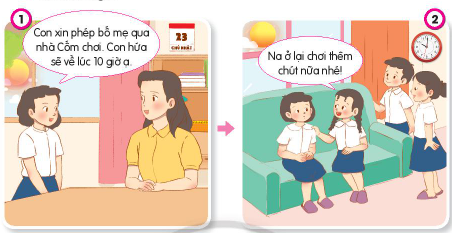 1
Con xin phép bố mẹ qua
nhà Cốm chơi. Con hứa
sẽ về lúc 10 giờ ạ.
23
CHỦ NHẬT
2
Na ở lại chơi thêm
chút nữa nhé!